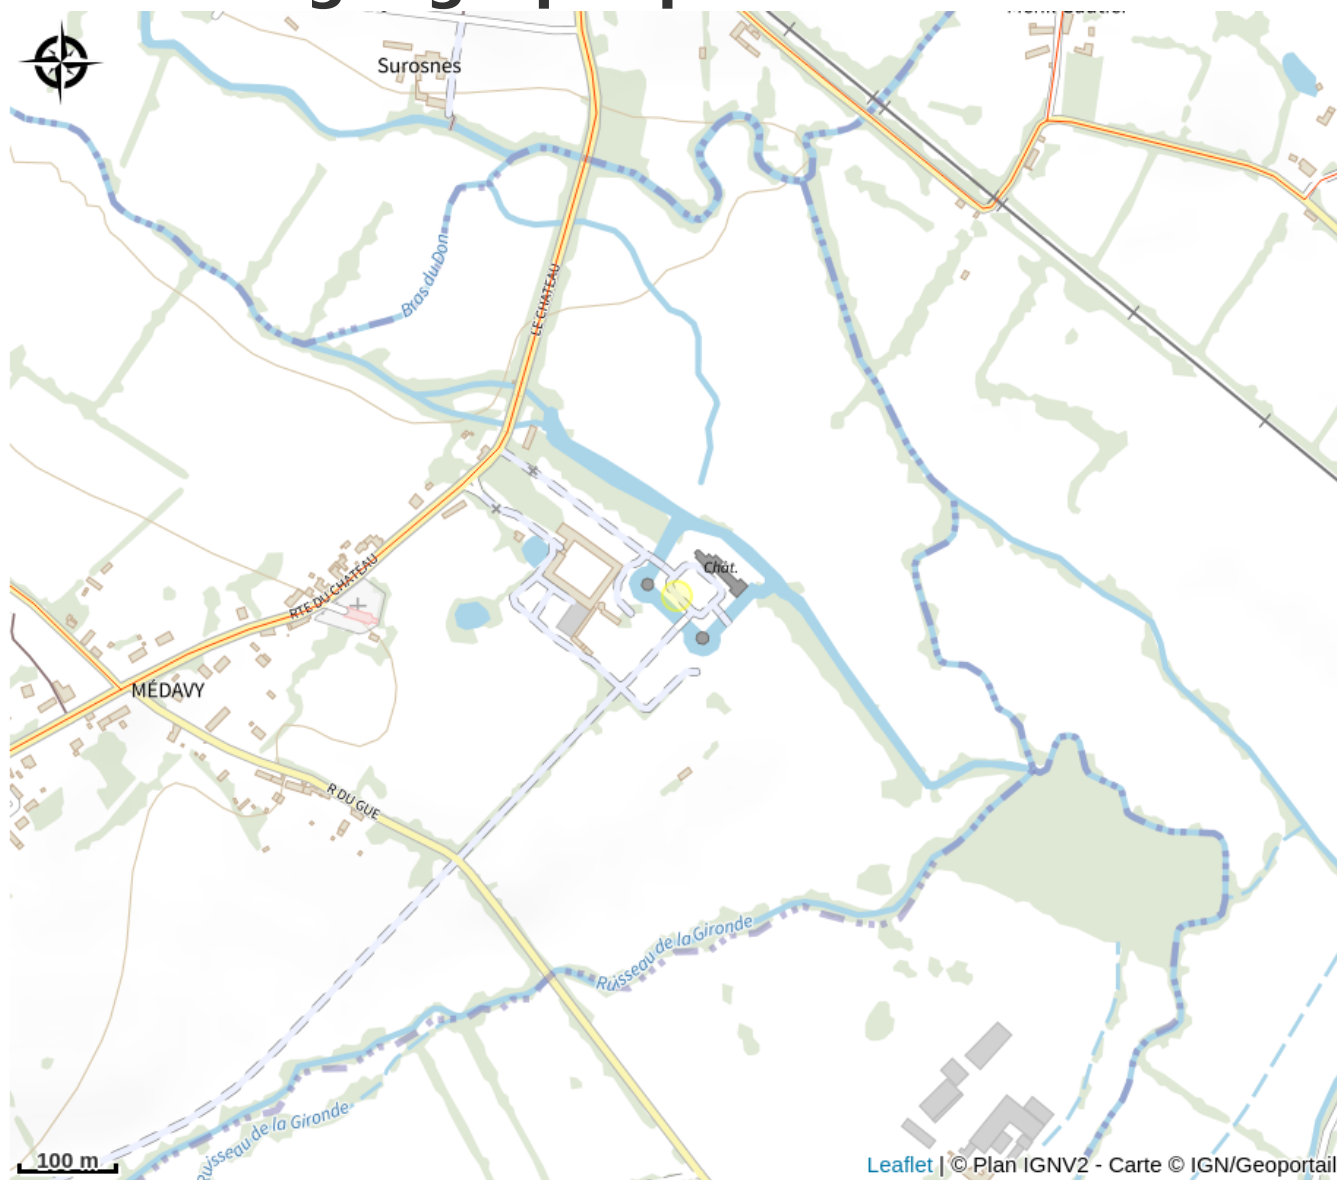 Surosnes
Bras du Don
LE CHATEAU
Chât.
RTE DU CHATEAU
MÉDAVY
R DU GUE
Ruisseau de la Gironde
Ruisseau de la Gironde
100 m
Leaflet | © Plan IGNV2 - Carte © IGN/Geoportail